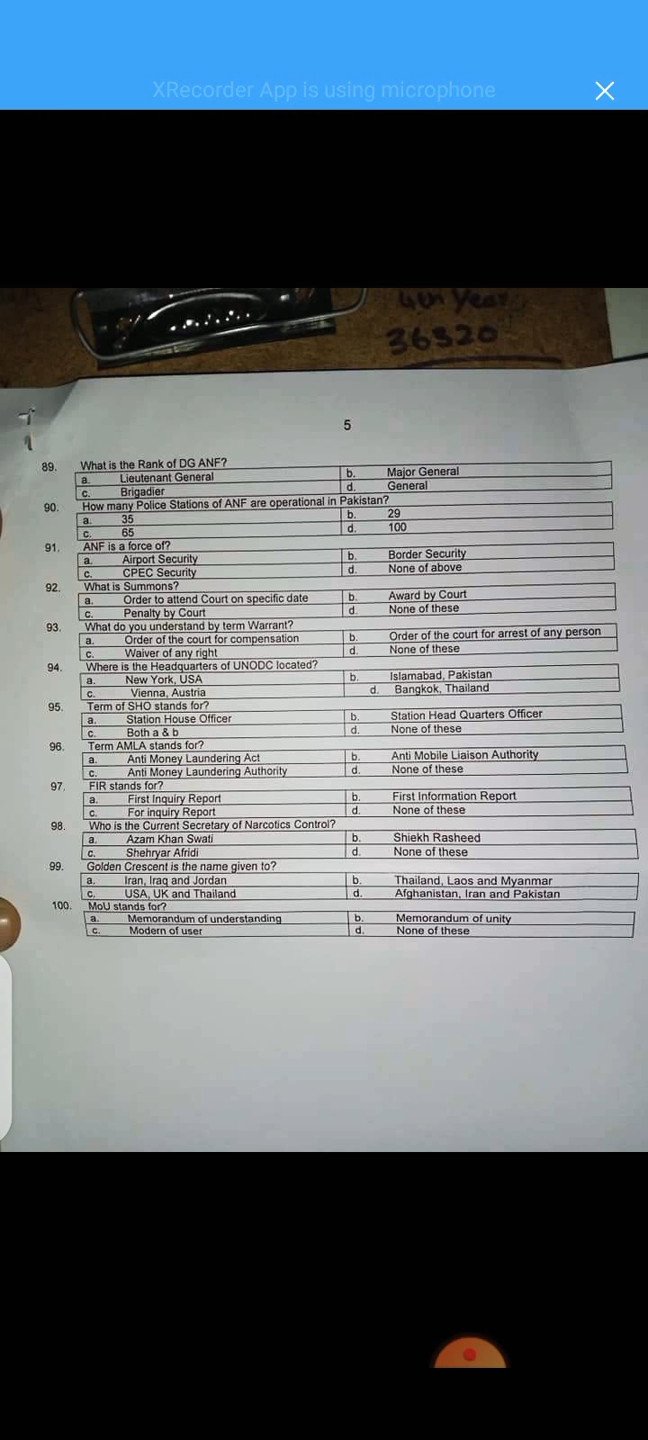 XRecorder App is using microphone
4th Year
36320
5
89. What is the Rank of DG ANF?
a. Lieutenant General b. Major General
c. Brigadier d. General
90. How many Police Stations of ANF are operational in Pakistan?
a. 35 b. 29
c. 65 d. 100
91. ANF is a force of?
a. Airport Security b. Border Security
c. CPEC Security d. None of above
92. What is Summons?
a. Order to attend Court on specific date b. Award by Court
c. Penalty by Court d. None of these
93. What do you understand by term Warrant?
a. Order of the court for compensation b. Order of the court for arrest of any person
c. Waiver of any right d. None of these
94. Where is the Headquarters of UNODC located?
a. New York, USA b. Islamabad, Pakistan
c. Vienna, Austria d. Bangkok, Thailand
95. Term of SHO stands for?
a. Station House Officer b. Station Head Quarters Officer
c. Both a & b d. None of these
96. Term AMLA stands for?
a. Anti Money Laundering Act b. Anti Mobile Liaison Authority
c. Anti Money Laundering Authority d. None of these
97. FIR stands for?
a. First Inquiry Report b. First Information Report
c. For inquiry Report d. None of these
98. Who is the Current Secretary of Narcotics Control?
a. Azam Khan Swati b. Shiekh Rasheed
c. Shehryar Afridi d. None of these
99. Golden Crescent is the name given to?
a. Iran, Iraq and Jordan b. Thailand, Laos and Myanmar
c. USA, UK and Thailand d. Afghanistan, Iran and Pakistan
100. MoU stands for?
a. Memorandum of understanding b. Memorandum of unity
c. Modern of user d. None of these